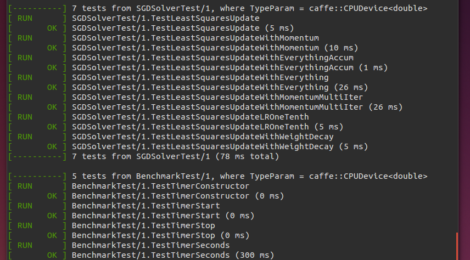 [----------] 7 tests from SGDSolverTest/1, where TypeParam = caffe::CPUDevice<double>
[ RUN      ] SGDSolverTest/1.TestLeastSquaresUpdate
[       OK ] SGDSolverTest/1.TestLeastSquaresUpdate (5 ms)
[ RUN      ] SGDSolverTest/1.TestLeastSquaresUpdateWithMomentum
[       OK ] SGDSolverTest/1.TestLeastSquaresUpdateWithMomentum (10 ms)
[ RUN      ] SGDSolverTest/1.TestLeastSquaresUpdateWithEverythingAccum
[       OK ] SGDSolverTest/1.TestLeastSquaresUpdateWithEverythingAccum (1 ms)
[ RUN      ] SGDSolverTest/1.TestLeastSquaresUpdateWithEverything
[       OK ] SGDSolverTest/1.TestLeastSquaresUpdateWithEverything (26 ms)
[ RUN      ] SGDSolverTest/1.TestLeastSquaresUpdateWithMomentumMultiIter
[       OK ] SGDSolverTest/1.TestLeastSquaresUpdateWithMomentumMultiIter (26 ms)
[ RUN      ] SGDSolverTest/1.TestLeastSquaresUpdateLROneTenth
[       OK ] SGDSolverTest/1.TestLeastSquaresUpdateLROneTenth (5 ms)
[ RUN      ] SGDSolverTest/1.TestLeastSquaresUpdateWithWeightDecay
[       OK ] SGDSolverTest/1.TestLeastSquaresUpdateWithWeightDecay (5 ms)
[----------] 7 tests from SGDSolverTest/1 (78 ms total)
[----------] 5 tests from BenchmarkTest/1, where TypeParam = caffe::CPUDevice<double>
[ RUN      ] BenchmarkTest/1.TestTimerConstructor
[       OK ] BenchmarkTest/1.TestTimerConstructor (0 ms)
[ RUN      ] BenchmarkTest/1.TestTimerStart
[       OK ] BenchmarkTest/1.TestTimerStart (0 ms)
[ RUN      ] BenchmarkTest/1.TestTimerStop
[       OK ] BenchmarkTest/1.TestTimerStop (0 ms)
[ RUN      ] BenchmarkTest/1.TestTimerSeconds
[       OK ] BenchmarkTest/1.TestTimerSeconds (300 ms)